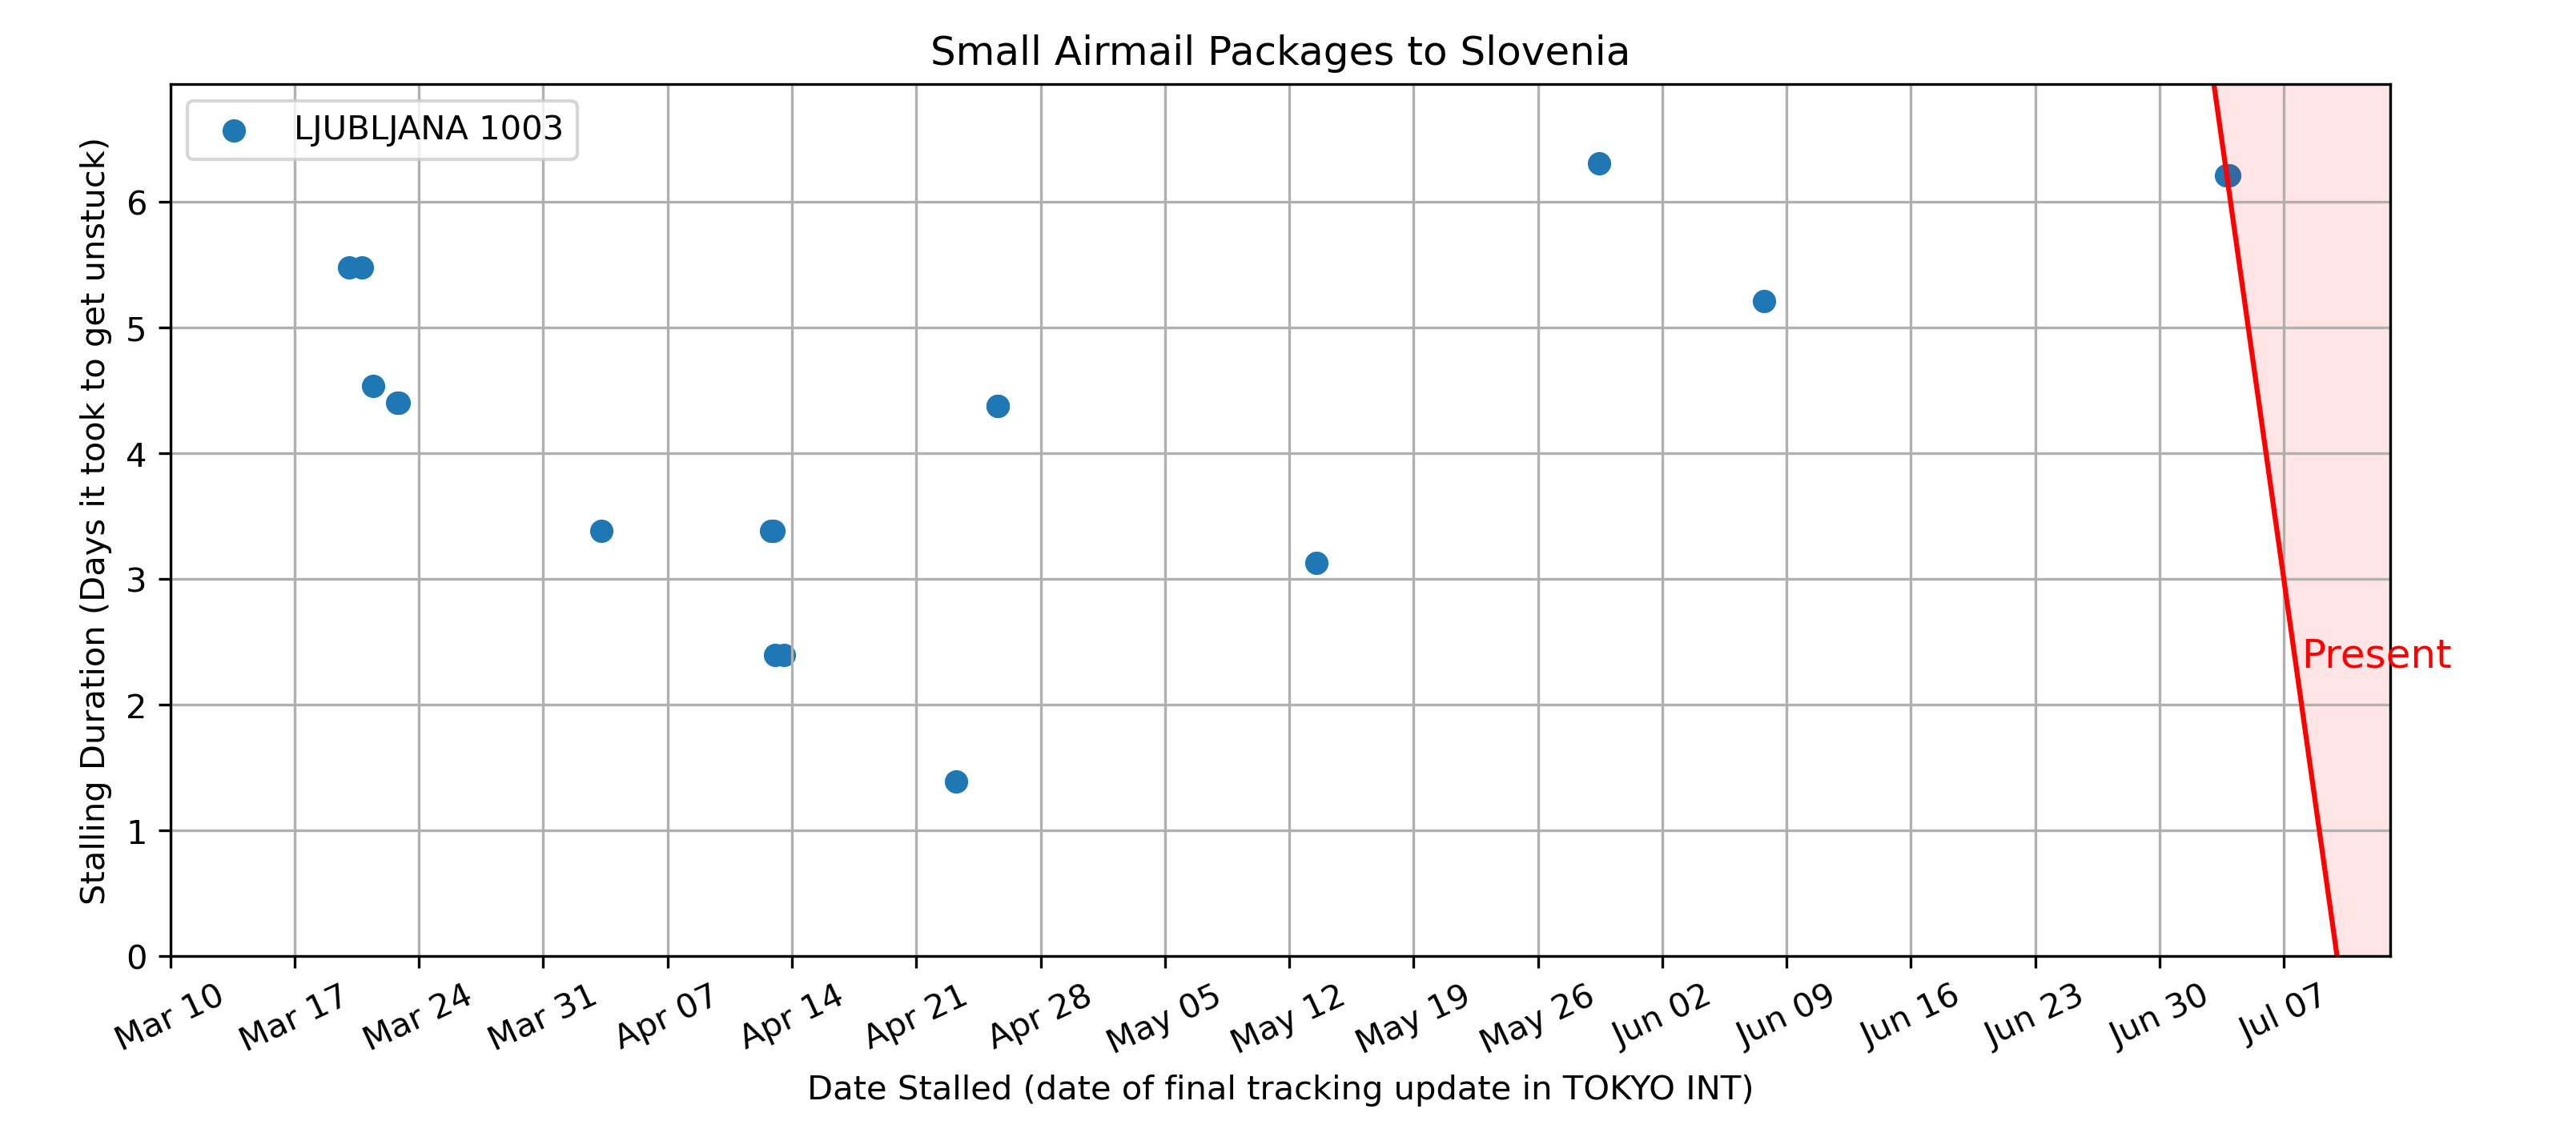 Small Airmail Packages to Slovenia
LJUBLJANA 1003
Stalling Duration (Days it took to get unstuck)
6
5
4
3
2
1
0
Present
Mar 10
Mar 17
Mar 24
Mar 31
Apr 07
Apr 14
Apr 21
Apr 28
May 05
May 12
May 19
May 26
Jun 02
Jun 09
Jun 16
Jun 23
Jun 30
Jul 07
Date Stalled (date of final tracking update in TOKYO INT)